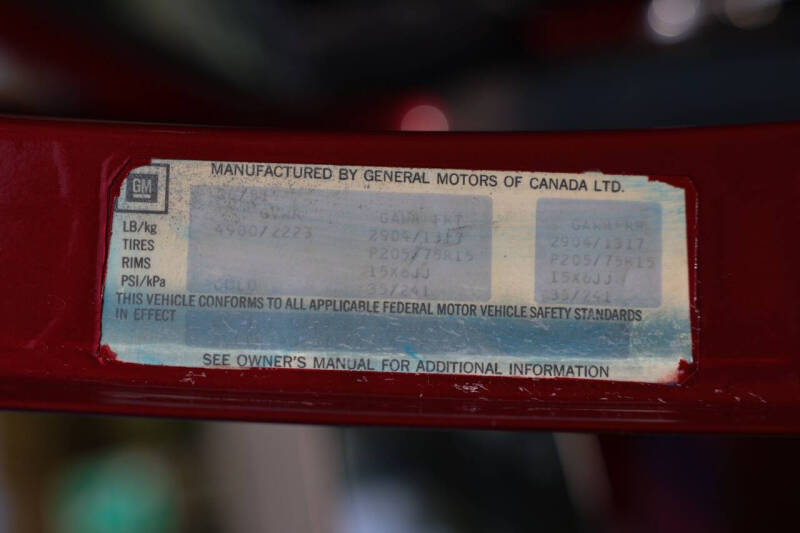 MANUFACTURED BY GENERAL MOTORS OF CANADA LTD.
GM
GVWR GAWR FRT GAWR RR
LB/kg 4900/2223 2904/1317 2904/1317
TIRES P205/75R15 P205/75R15
RIMS 15X6JJ 15X6JJ
PSI/kPa COLD 35/241 35/241
THIS VEHICLE CONFORMS TO ALL APPLICABLE FEDERAL MOTOR VEHICLE SAFETY STANDARDS
IN EFFECT
SEE OWNER'S MANUAL FOR ADDITIONAL INFORMATION